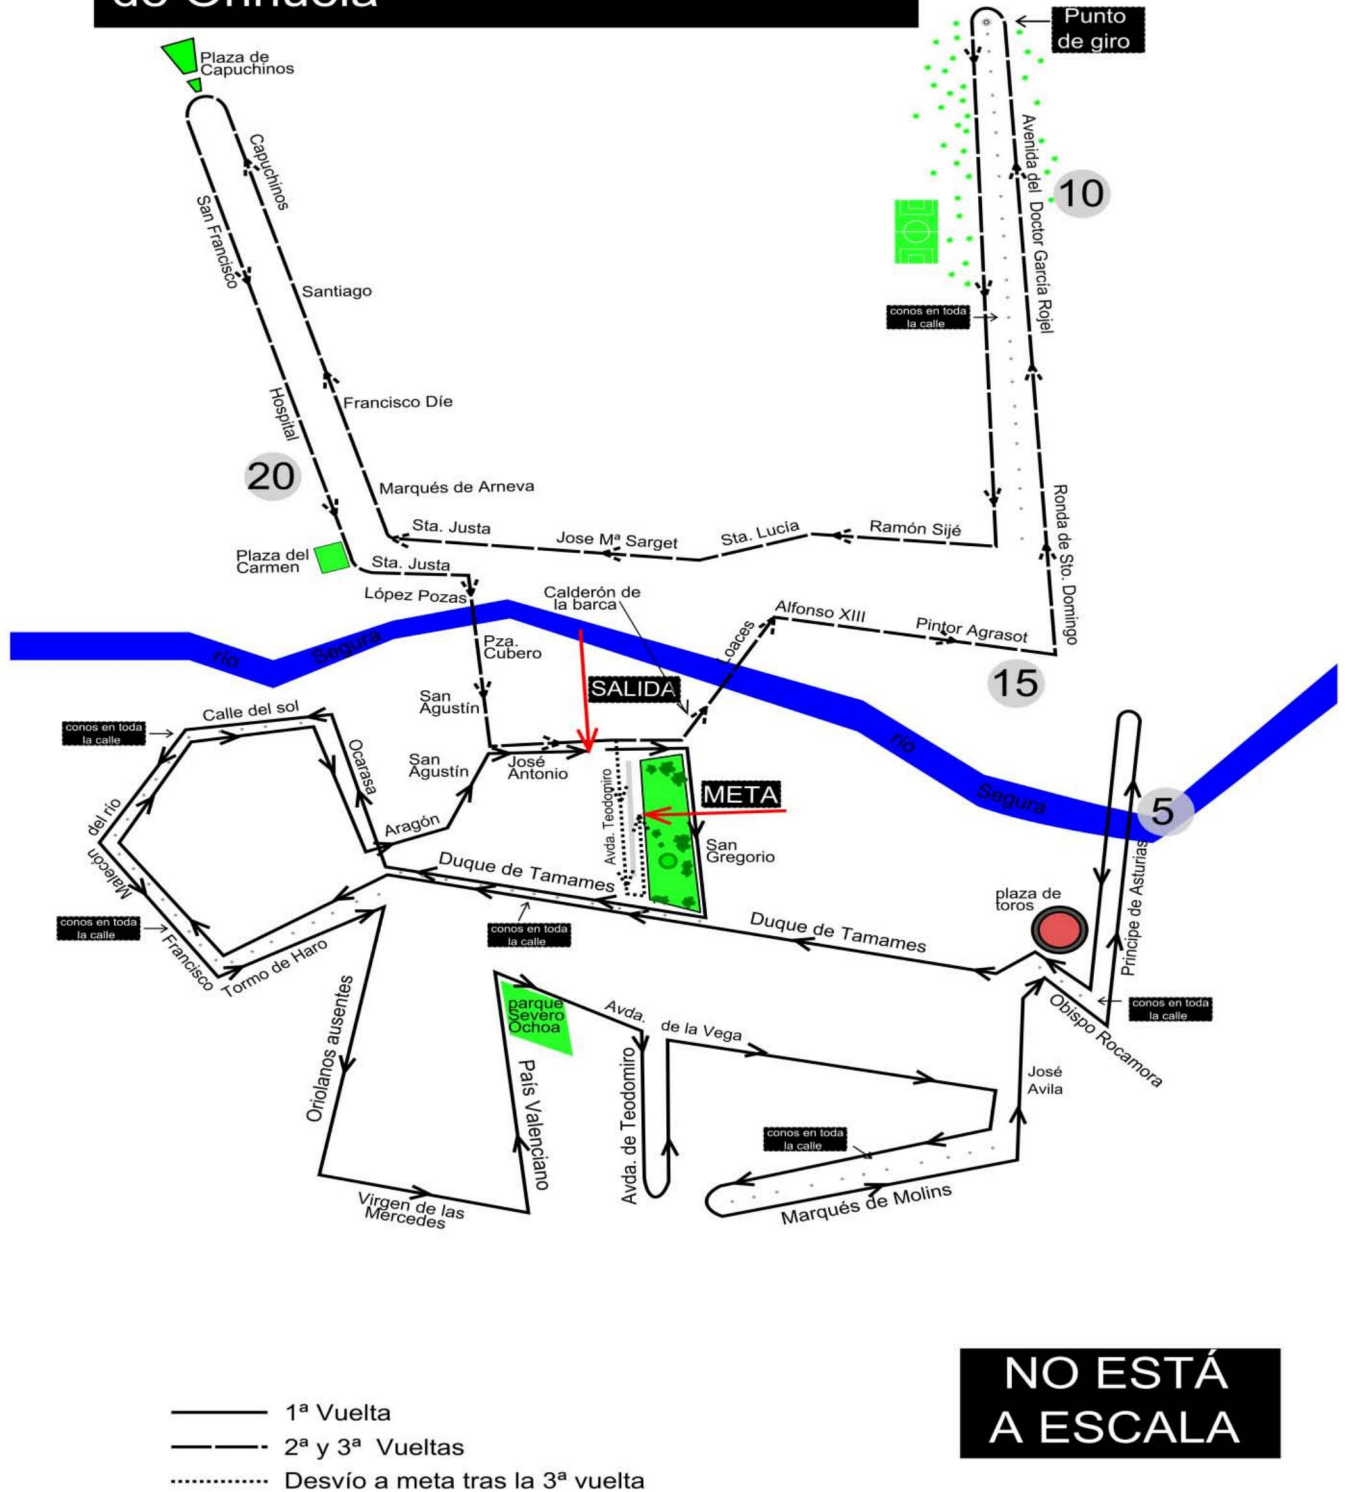 de Orihuela
Punto
de giro
Plaza de
Capuchinos
Capuchinos
San Francisco
Santiago
Avenida del Doctor García Rojel
10
conos en toda
la calle
Francisco Díe
Hospital
20
Marqués de Arneva
Sta. Justa
Jose Mª Sarget
Sta. Lucía
Ramón Sijé
Ronda de Sto. Domingo
Plaza del
Carmen
Sta. Justa
López Pozas
Calderón de
la barca
Alfonso XIII
Pintor Agrasot
Loaces
río
Segura
Pza.
Cubero
15
San
Agustín
SALIDA
Calle del sol
conos en toda
la calle
Ocarasa
San
Agustín
José
Antonio
Avda. Teodomiro
META
río
Segura
5
del río
Malecón
Aragón
San
Gregorio
Duque de Tamames
Príncipe de Asturias
plaza de
toros
conos en toda
la calle
Francisco
Tormo de Haro
conos en toda
la calle
Duque de Tamames
conos en toda
la calle
Obispo Rocamora
Oriolanos ausentes
parque
Severo
Ochoa
Avda. de la Vega
País Valenciano
Avda. de Teodomiro
José
Avila
conos en toda
la calle
Virgen de las
Mercedes
Marqués de Molins
NO ESTÁ
A ESCALA
1ª Vuelta
2ª y 3ª Vueltas
Desvío a meta tras la 3ª vuelta